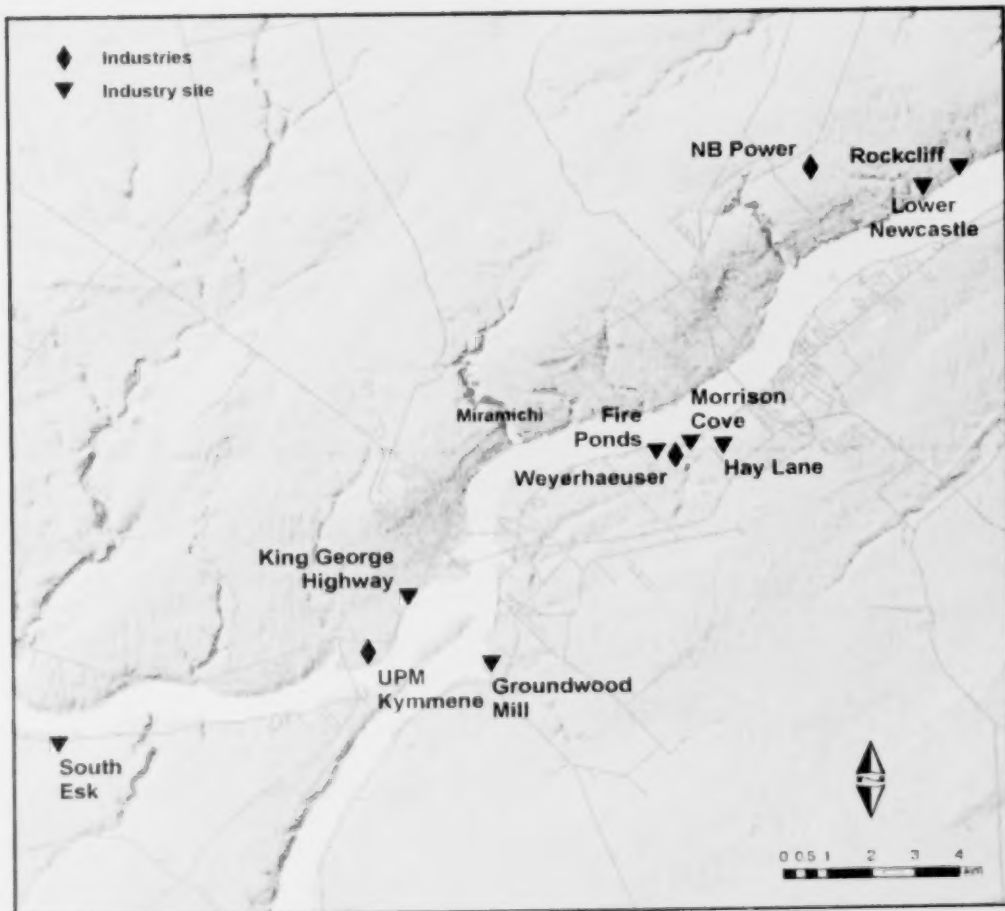 Industries
Industry site
NB Power
Rockcliff
Lower
Newcastle
Miramichi
Fire
Ponds
Morrison
Cove
Weyerhaeuser
Hay Lane
King George
Highway
UPM
Kymmene
Groundwood
Mill
South
Esk
N
0 0.5 1 2 3 4
km